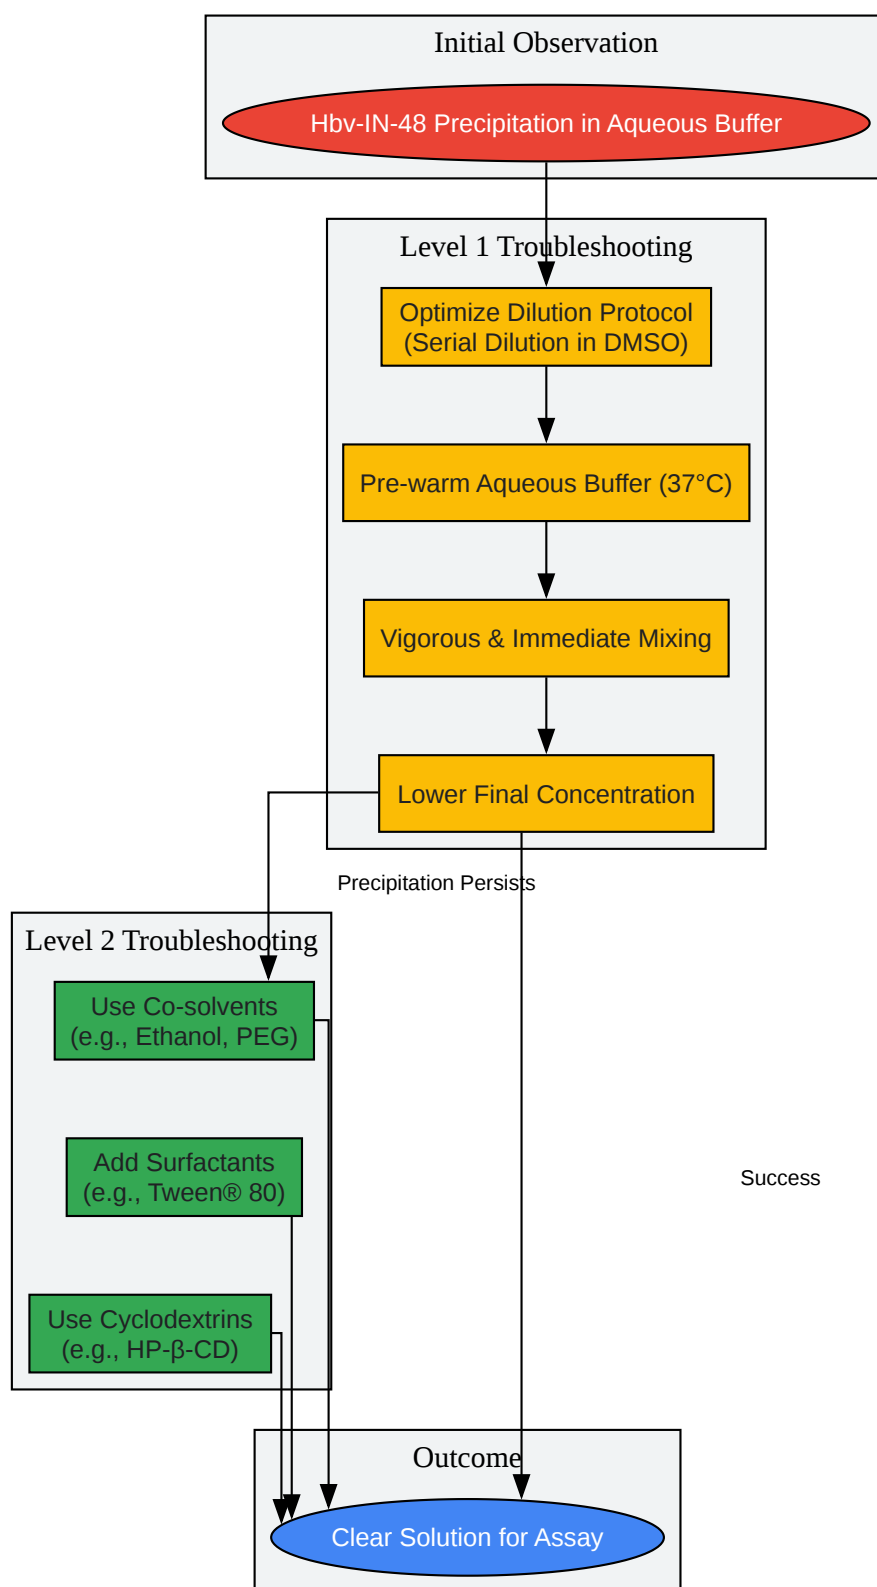 Initial Observation
Hbv-IN-48 Precipitation in Aqueous Buffer
Level 1 Troubleshooting
Optimize Dilution Protocol
(Serial Dilution in DMSO)
Pre-warm Aqueous Buffer (37°C)
Vigorous & Immediate Mixing
Lower Final Concentration
Precipitation Persists
Level 2 Troubleshooting
Use Co-solvents
(e.g., Ethanol, PEG)
Add Surfactants
(e.g., Tween® 80)
Success
Use Cyclodextrins
(e.g., HP-β-CD)
Outcome
Clear Solution for Assay